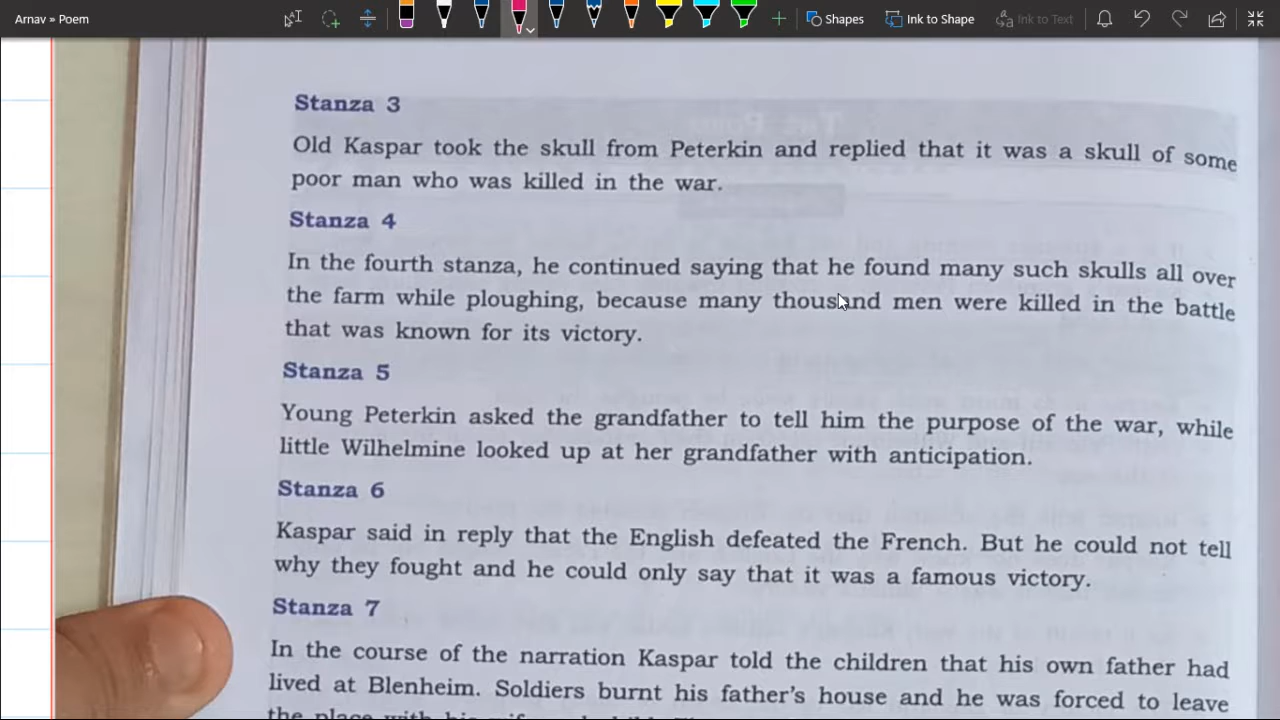 Arnav » Poem
Shapes
Ink to Shape
Ink to Text
Stanza 3
Old Kaspar took the skull from Peterkin and replied that it was a skull of some
poor man who was killed in the war.
Stanza 4
In the fourth stanza, he continued saying that he found many such skulls all over
the farm while ploughing, because many thousand men were killed in the battle
that was known for its victory.
Stanza 5
Young Peterkin asked the grandfather to tell him the purpose of the war, while
little Wilhelmine looked up at her grandfather with anticipation.
Stanza 6
Kaspar said in reply that the English defeated the French. But he could not tell
why they fought and he could only say that it was a famous victory.
Stanza 7
In the course of the narration Kaspar told the children that his own father had
lived at Blenheim. Soldiers burnt his father's house and he was forced to leave
the place with his